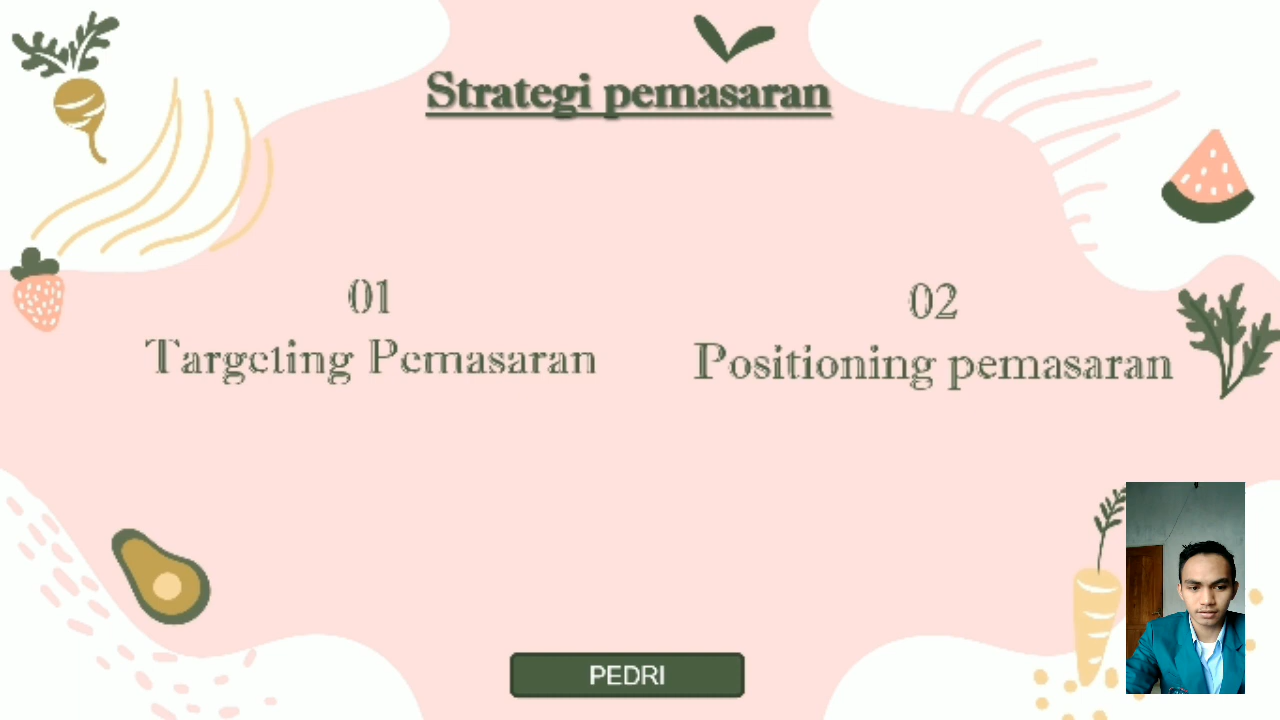 Strategi pemasaran
01
Targeting Pemasaran
02
Positioning pemasaran
PEDRI